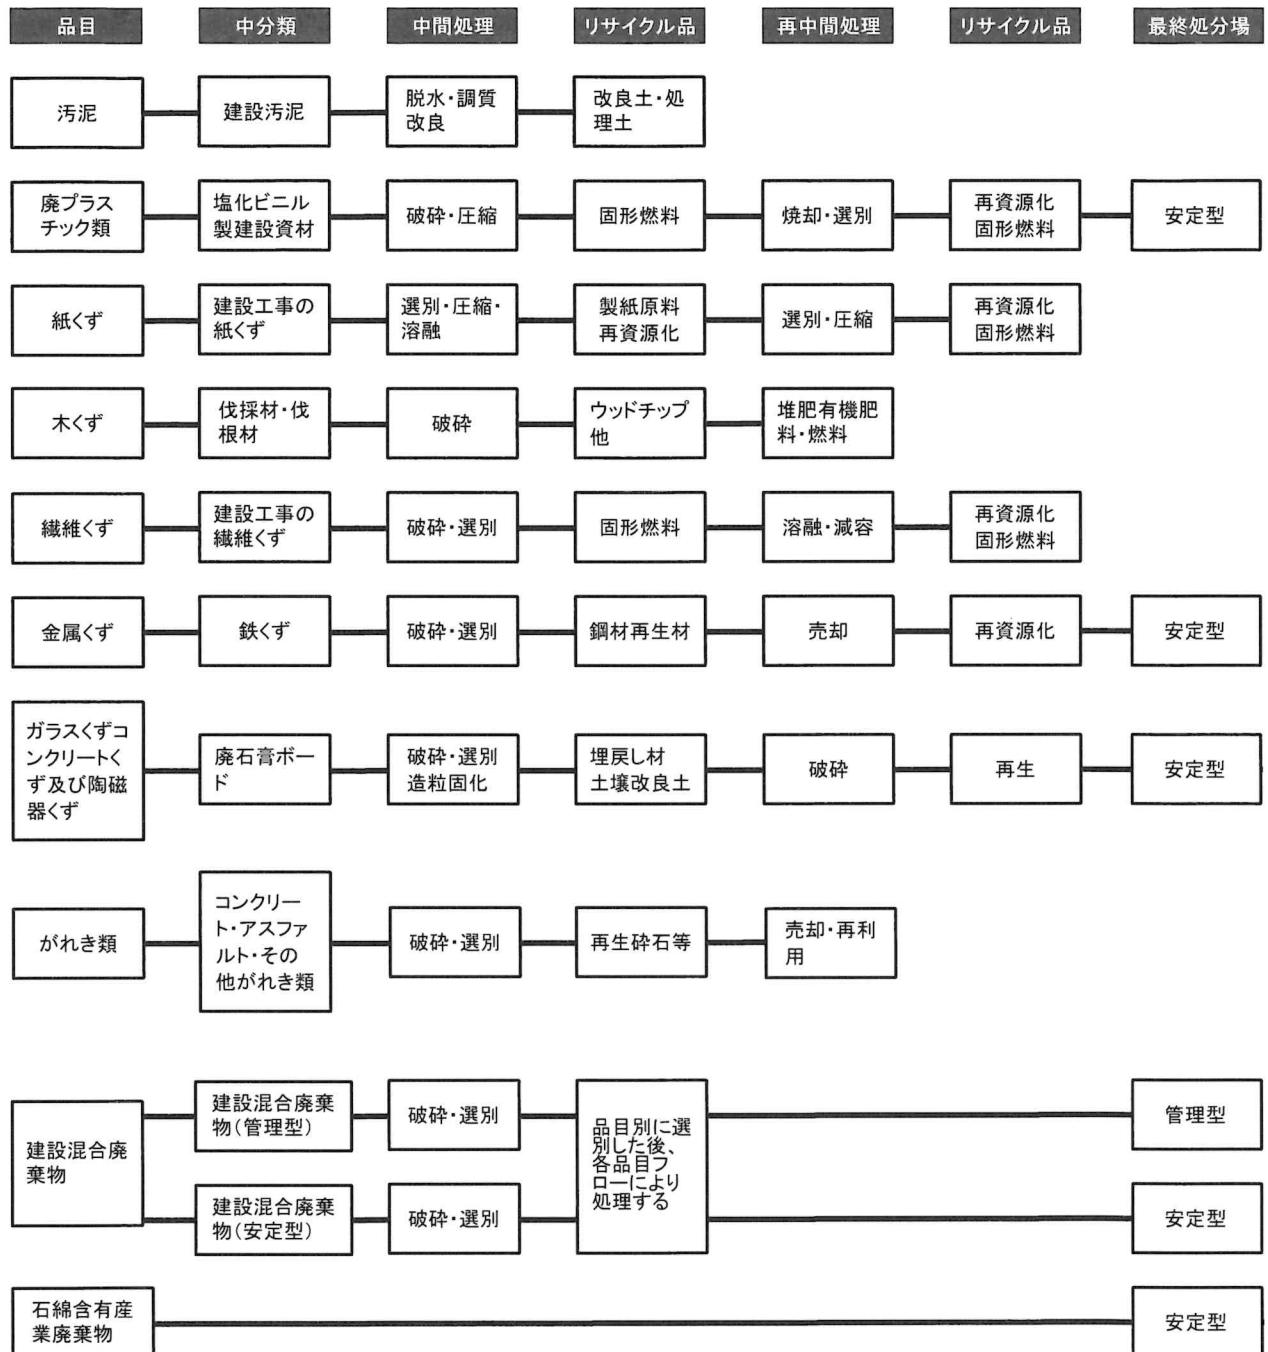 品目
中分類
中間処理
リサイクル品
再中間処理
リサイクル品
最終処分場
汚泥
建設汚泥
脱水・調質
改良
改良土・処
理土
廃プラス
チック類
塩化ビニル
製建設資材
破砕・圧縮
固形燃料
焼却・選別
再資源化
固形燃料
安定型
紙くず
建設工事の
紙くず
選別・圧縮・
溶融
製紙原料
再資源化
選別・圧縮
再資源化
固形燃料
木くず
伐採材・伐
根材
破砕
ウッドチップ
他
堆肥有機肥
料・燃料
繊維くず
建設工事の
繊維くず
破砕・選別
固形燃料
溶融・減容
再資源化
固形燃料
金属くず
鉄くず
破砕・選別
鋼材再生材
売却
再資源化
安定型
ガラスくずコ
ンクリートく
ず及び陶磁
器くず
廃石膏ボー
ド
破砕・選別
造粒固化
埋戻し材
土壌改良土
破砕
再生
安定型
がれき類
コンクリー
ト・アスファ
ルト・その
他がれき類
破砕・選別
再生砕石等
売却・再利
用
建設混合廃
棄物
建設混合廃棄
物(管理型)
破砕・選別
品目別に選
別した後、
各品目フ
ローにより
処理する
管理型
建設混合廃棄
物(安定型)
破砕・選別
安定型
石綿含有産
業廃棄物
安定型